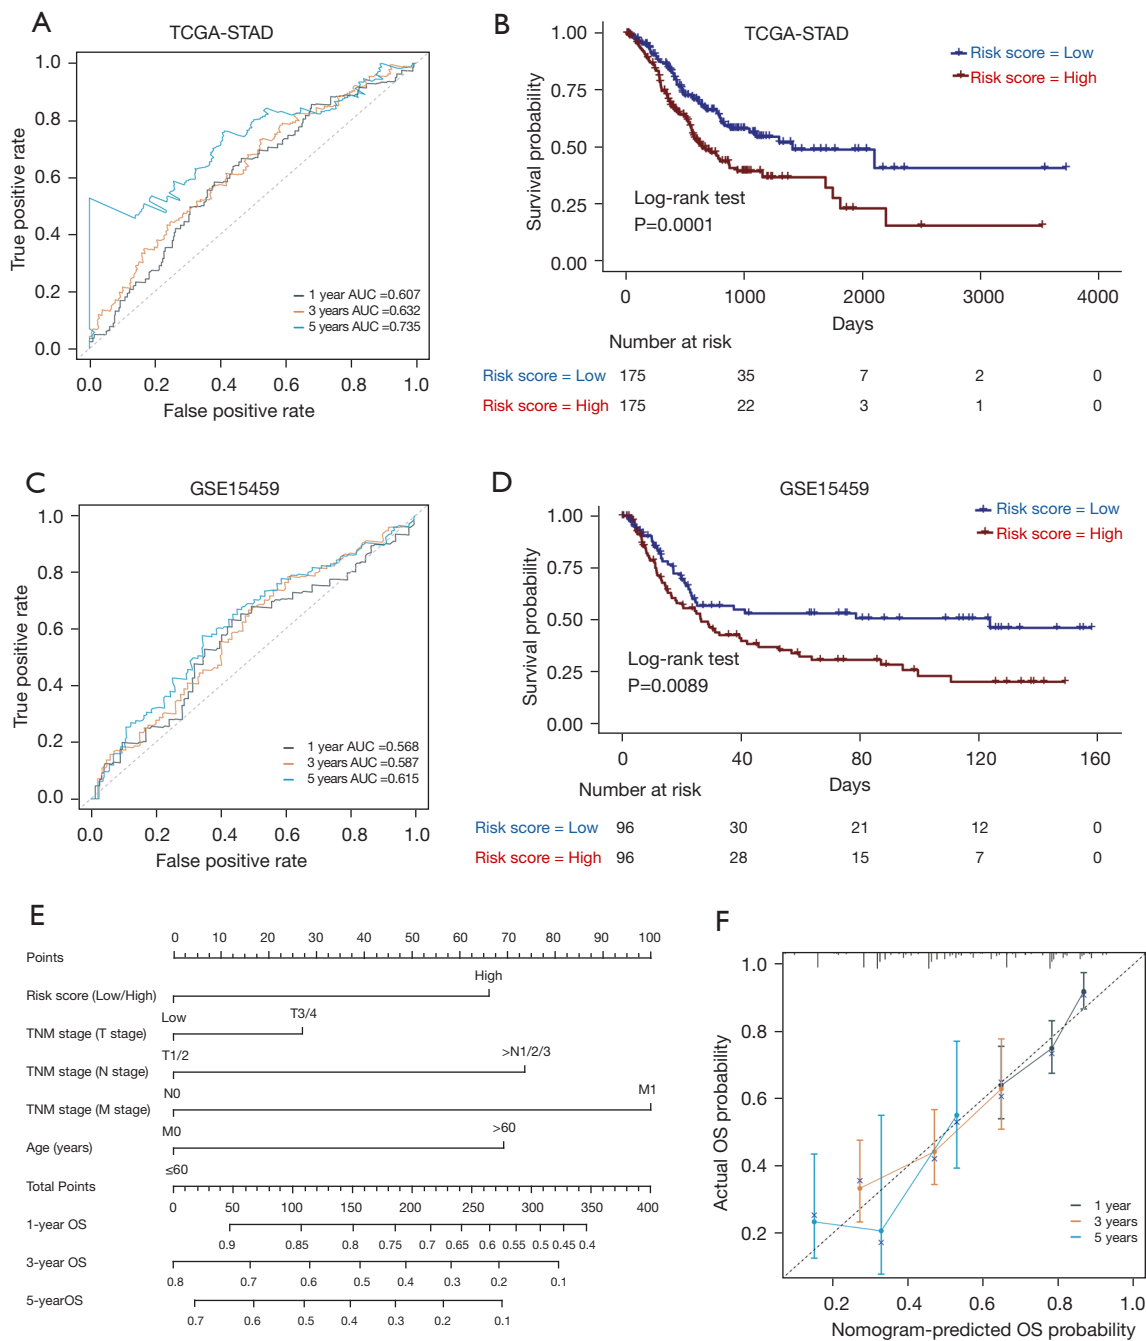 A
TCGA-STAD
True positive rate
1.0
0.8
0.6
0.4
0.2
0.0
1 year AUC =0.607
3 years AUC =0.632
5 years AUC =0.735
0.0 0.2 0.4 0.6 0.8 1.0
False positive rate
B
TCGA-STAD
Risk score = Low
Risk score = High
Survival probability
1.00
0.75
0.50
0.25
0.00
Log-rank test
P=0.0001
0 1000 2000 3000 4000
Days
Number at risk
Risk score = Low 175 35 7 2 0
Risk score = High 175 22 3 1 0
C
GSE15459
True positive rate
1.0
0.8
0.6
0.4
0.2
0.0
1 year AUC =0.568
3 years AUC =0.587
5 years AUC =0.615
0.0 0.2 0.4 0.6 0.8 1.0
False positive rate
D
GSE15459
Risk score = Low
Risk score = High
Survival probability
1.00
0.75
0.50
0.25
0.00
Log-rank test
P=0.0089
0 40 80 120 160
Days
Number at risk
Risk score = Low 96 30 21 12 0
Risk score = High 96 28 15 7 0
E
0 10 20 30 40 50 60 70 80 90 100
Points
High
Risk score (Low/High)
Low T3/4
TNM stage (T stage)
T1/2 >N1/2/3
TNM stage (N stage)
N0 M1
TNM stage (M stage)
M0 >60
Age (years)
≤60
Total Points
0 50 100 150 200 250 300 350 400
1-year OS
0.9 0.85 0.8 0.75 0.7 0.65 0.6 0.55 0.5 0.45 0.4
3-year OS
0.8 0.7 0.6 0.5 0.4 0.3 0.2 0.1
5-yearOS
0.7 0.6 0.5 0.4 0.3 0.2 0.1
F
Actual OS probability
1.0
0.8
0.6
0.4
0.2
1 year
3 years
5 years
0.2 0.4 0.6 0.8 1.0
Nomogram-predicted OS probability